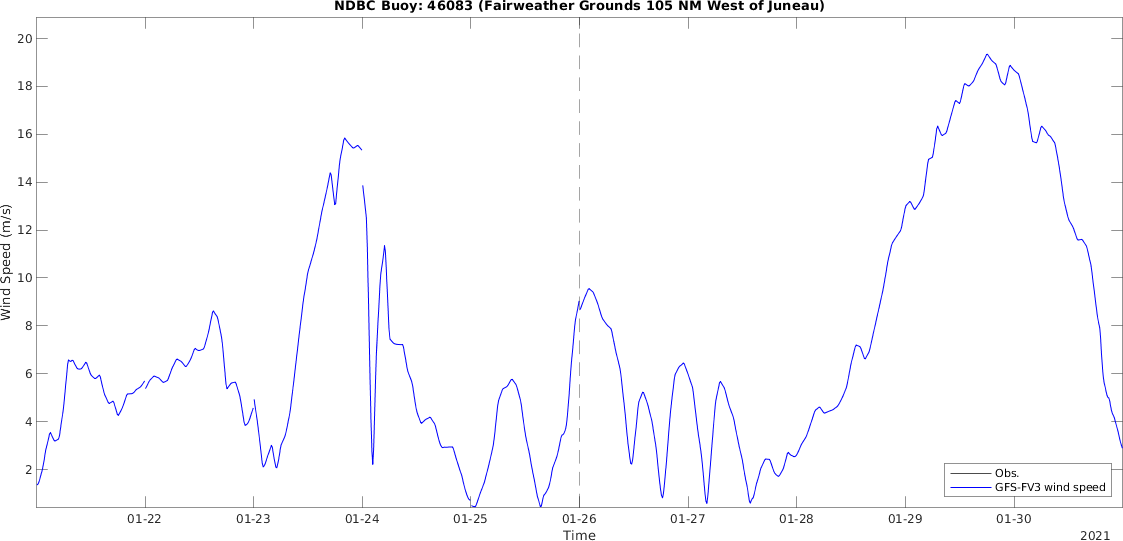 NDBC Buoy: 46083 (Fairweather Grounds 105 NM West of Juneau)
20
18
16
14
12
10
8
6
4
2
Wind Speed (m/s)
Obs.
GFS-FV3 wind speed
01-22 01-23 01-24 01-25 01-26 01-27 01-28 01-29 01-30
Time
2021